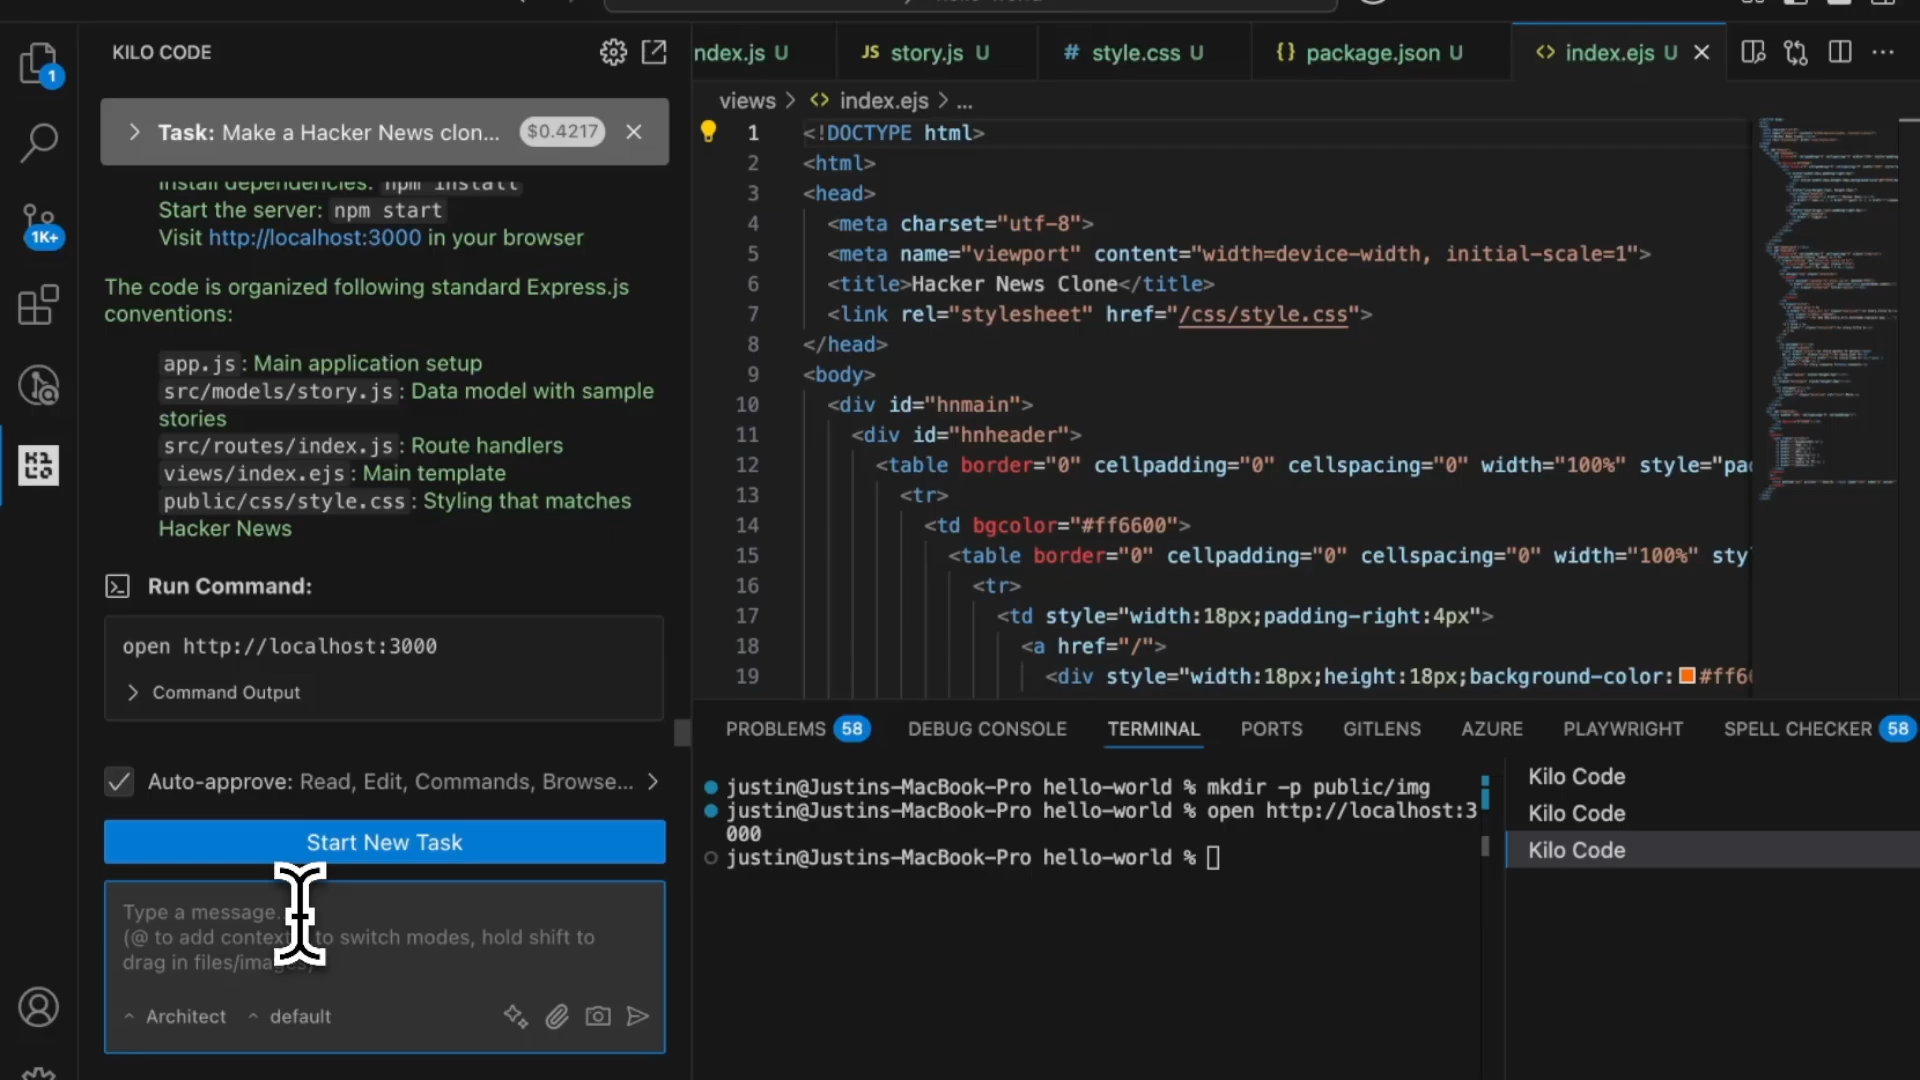 KILO CODE
1
1K+
Task: Make a Hacker News clon... $0.4217
Install dependencies: npm install
Start the server: npm start
Visit http://localhost:3000 in your browser
The code is organized following standard Express.js
conventions:
app.js: Main application setup
src/models/story.js: Data model with sample
stories
src/routes/index.js: Route handlers
views/index.ejs: Main template
public/css/style.css: Styling that matches
Hacker News
Run Command:
open http://localhost:3000
Command Output
Auto-approve: Read, Edit, Commands, Browse...
Start New Task
Type a message.
(@ to add context to switch modes, hold shift to
drag in files/images)
Architect default
ndex.js U JS story.js U # style.css U {} package.json U <> index.ejs U
views > <> index.ejs > ...
1 <!DOCTYPE html>
2 <html>
3 <head>
4 <meta charset="utf-8">
5 <meta name="viewport" content="width=device-width, initial-scale=1">
6 <title>Hacker News Clone</title>
7 <link rel="stylesheet" href="/css/style.css">
8 </head>
9 <body>
10 <div id="hnmain">
11 <div id="hnheader">
12 <table border="0" cellpadding="0" cellspacing="0" width="100%" style="pad
13 <tr>
14 <td bgcolor="#ff6600">
15 <table border="0" cellpadding="0" cellspacing="0" width="100%" sty
16 <tr>
17 <td style="width:18px;padding-right:4px">
18 <a href="/">
19 <div style="width:18px;height:18px;background-color:#ff66
PROBLEMS 58 DEBUG CONSOLE TERMINAL PORTS GITLENS AZURE PLAYWRIGHT SPELL CHECKER 58
justin@Justins-MacBook-Pro hello-world % mkdir -p public/img
justin@Justins-MacBook-Pro hello-world % open http://localhost:3
000
justin@Justins-MacBook-Pro hello-world %
Kilo Code
Kilo Code
Kilo Code